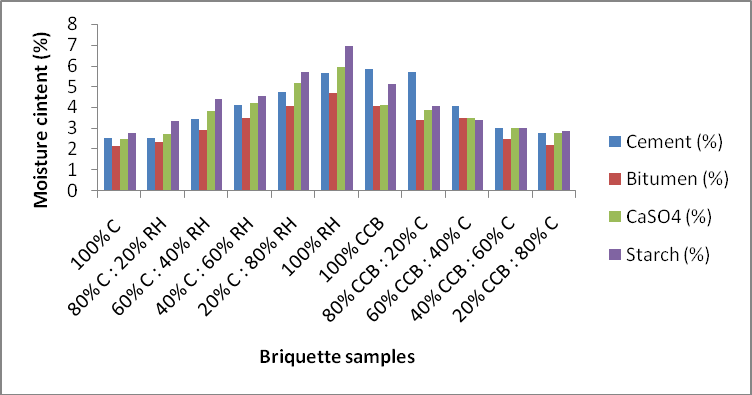 Moisture cintent (%)
8
7
6
5
4
3
2
1
0
100% C
80% C : 20% RH
60% C : 40% RH
40% C : 60% RH
20% C : 80% RH
100% RH
100% CCB
80% CCB : 20% C
60% CCB : 40% C
40% CCB : 60% C
20% CCB : 80% C
Briquette samples
Cement (%)
Bitumen (%)
CaSO4 (%)
Starch (%)